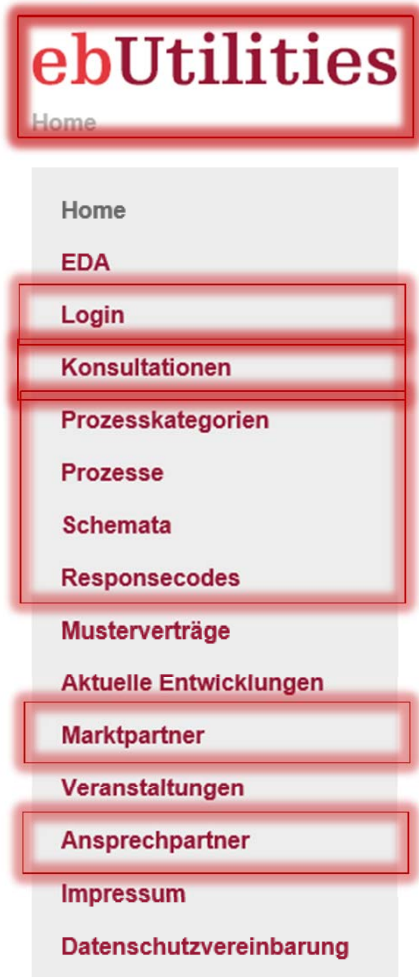 ebUtilities
Home
Home
EDA
Login
Konsultationen
Prozesskategorien
Prozesse
Schemata
Responsecodes
Musterverträge
Aktuelle Entwicklungen
Marktpartner
Veranstaltungen
Ansprechpartner
Impressum
Datenschutzvereinbarung